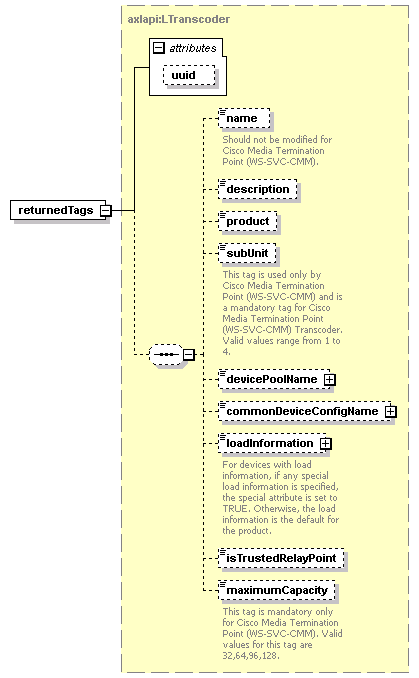 axlapi:LTranscoder
attributes
uuid
returnedTags
name
Should not be modified for
Cisco Media Termination
Point (WS-SVC-CMM).
description
product
subUnit
This tag is used only by
Cisco Media Termination
Point (WS-SVC-CMM) and is
a mandatory tag for Cisco
Media Termination Point
(WS-SVC-CMM) Transcoder.
Valid values range from 1 to
4.
devicePoolName
commonDeviceConfigName
loadInformation
For devices with load
information, if any special
load information is specified,
the special attribute is set to
TRUE. Otherwise, the load
information is the default for
the product.
isTrustedRelayPoint
maximumCapacity
This tag is mandatory only
for Cisco Media Termination
Point (WS-SVC-CMM). Valid
values for this tag are
32,64,96,128.